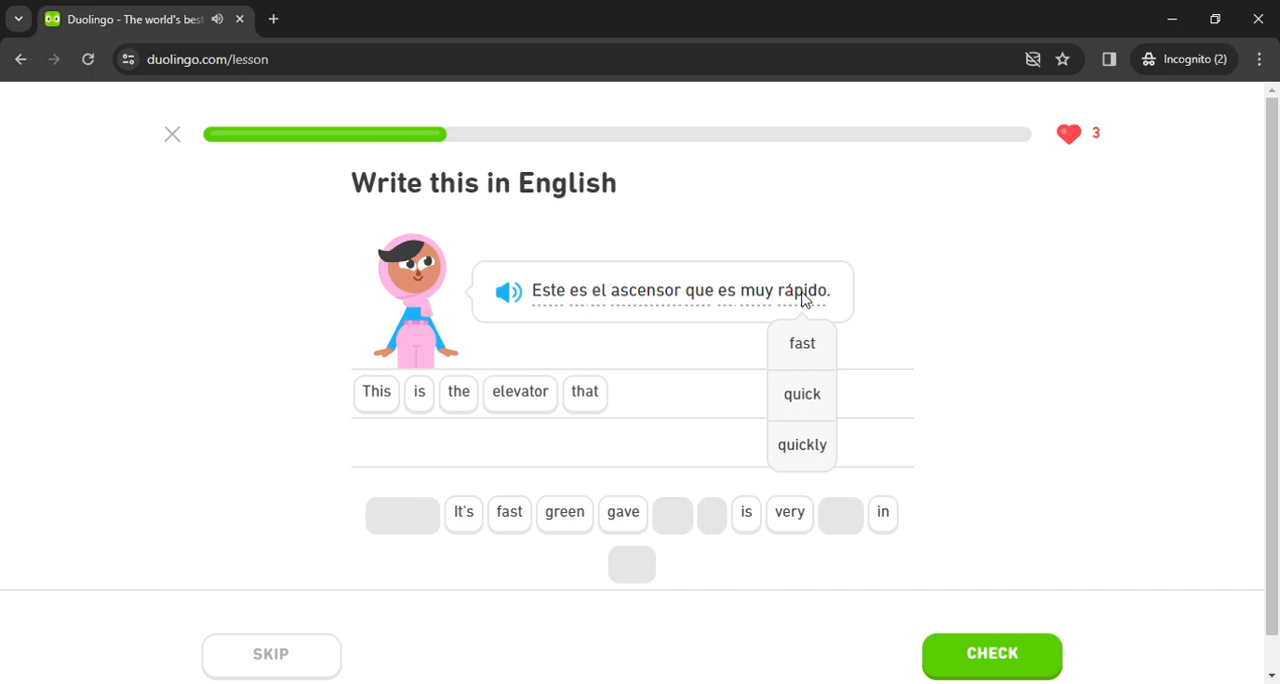 Duolingo - The world's bes
duolingo.com/lesson
Incognito (2)
3
Write this in English
Este es el ascensor que es muy rápido.
fast
quick
quickly
This is the elevator that
It's fast green gave is very in
SKIP
CHECK